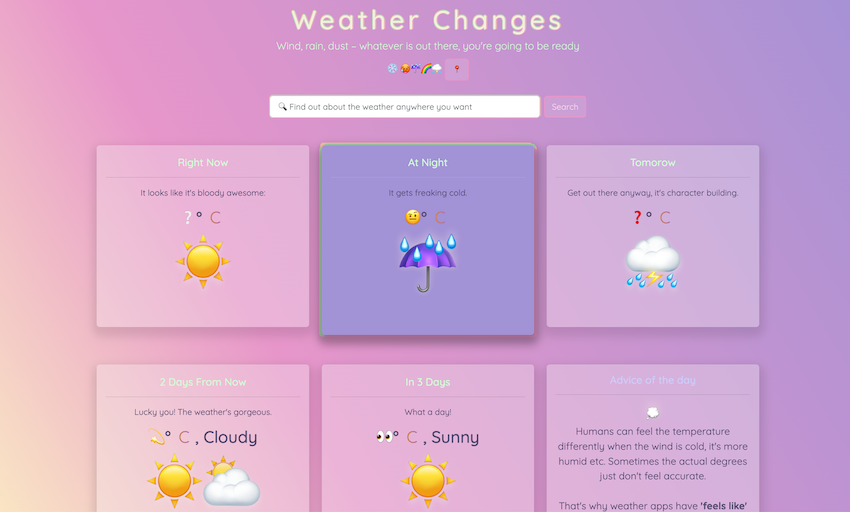 Weather Changes
Wind, rain, dust – whatever is out there, you're going to be ready
🔍 Find out about the weather anywhere you want
Search
Right Now
It looks like it's bloody awesome:
❔° C
At Night
It gets freaking cold.
🤨° C
Tomorow
Get out there anyway, it's character building.
❓° C
2 Days From Now
Lucky you! The weather's gorgeous.
💫° C , Cloudy
In 3 Days
What a day!
👀° C , Sunny
Advice of the day
Humans can feel the temperature
differently when the wind is cold, it's more
humid etc. Sometimes the actual degrees
just don't feel accurate.
That's why weather apps have 'feels like'